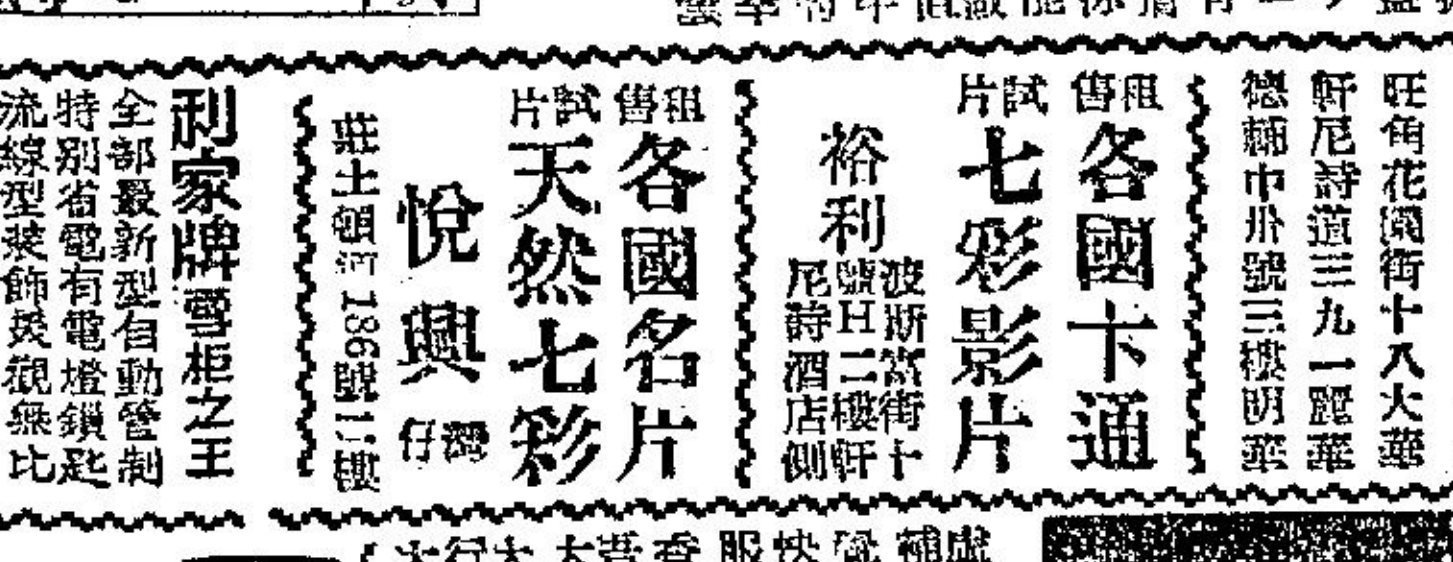 旺角花園街十八大華
軒尼詩道三九一麗華
德輔中卅號三樓明華
租售
各國卡通
試片
七彩影片
裕利
波斯富街十
號H二樓軒
尼詩酒店側
租售
各國名片
試片
天然七彩
悅興
灣仔
莊士頓道186號
利家牌雪柜之王
全部最新型自動管制
特別省電有電燈鎖匙
流線型裝飾美觀無比